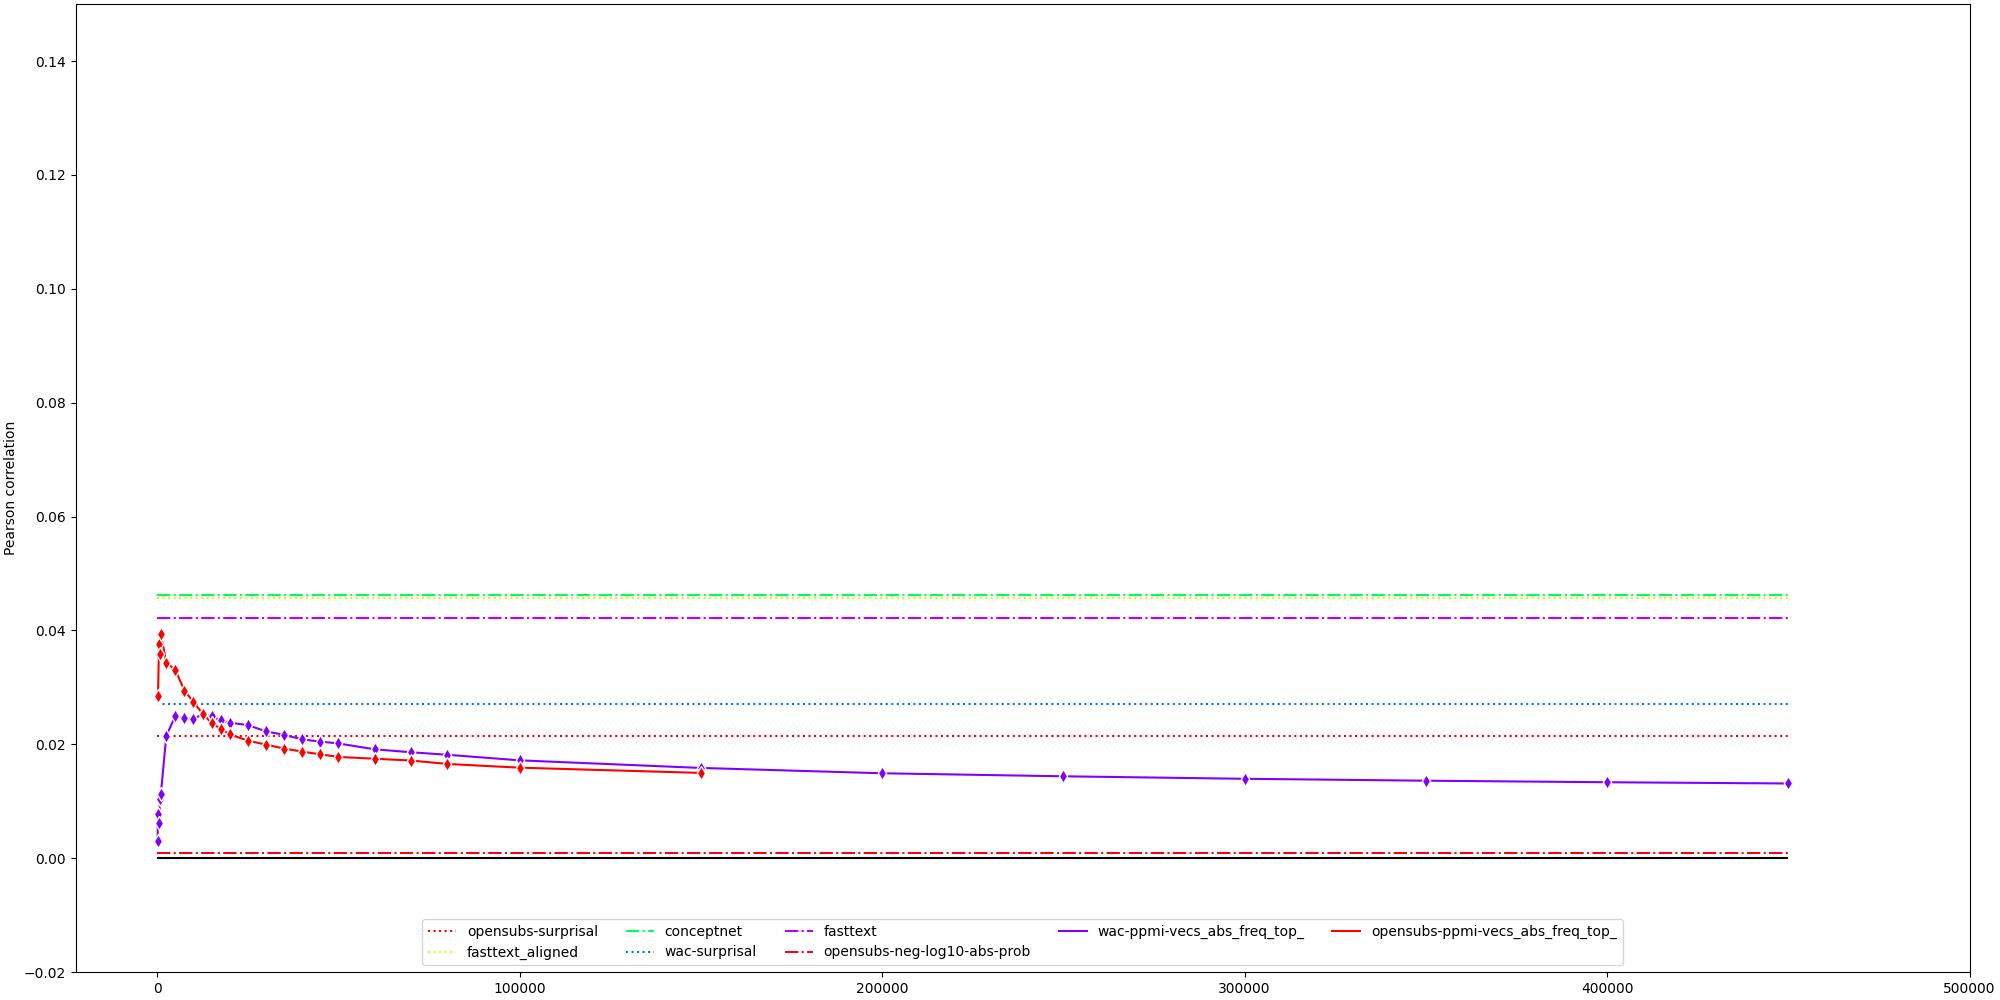 0.14
0.12
0.10
0.08
0.06
0.04
0.02
0.00
−0.02
Pearson correlation
opensubs-surprisal
fasttext_aligned
conceptnet
wac-surprisal
fasttext
opensubs-neg-log10-abs-prob
wac-ppmi-vecs_abs_freq_top_
opensubs-ppmi-vecs_abs_freq_top_
0 100000 200000 300000 400000 500000